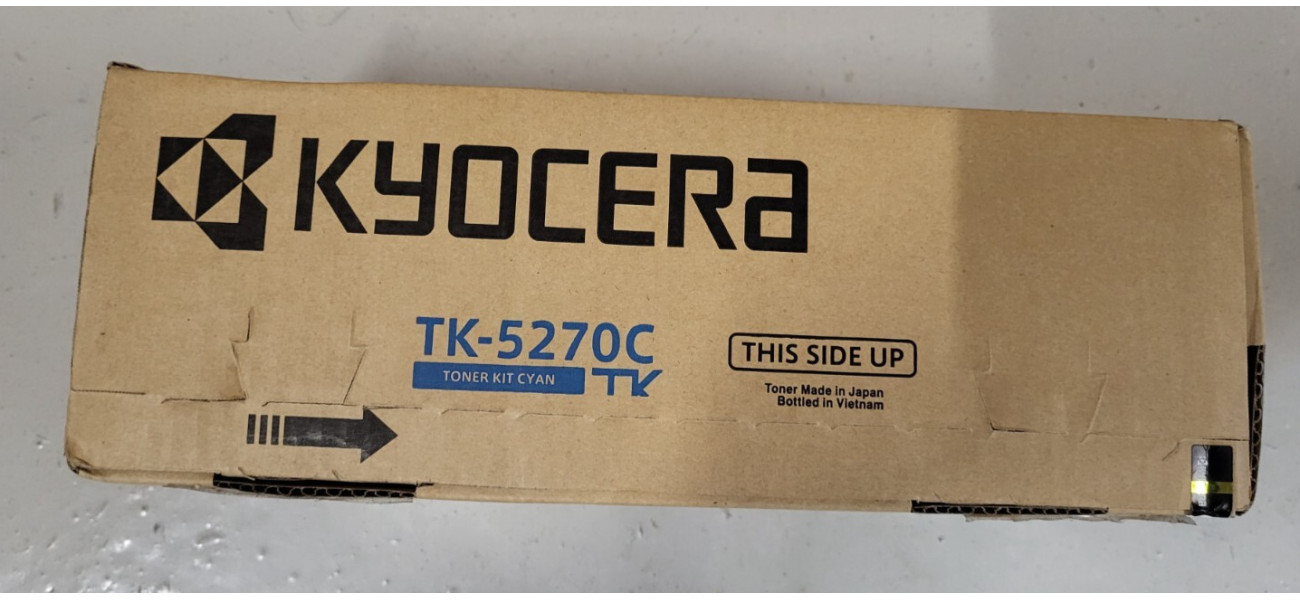 KYOCERA
TK-5270C
TONER KIT CYAN
TK
THIS SIDE UP
Toner Made in Japan
Bottled in Vietnam